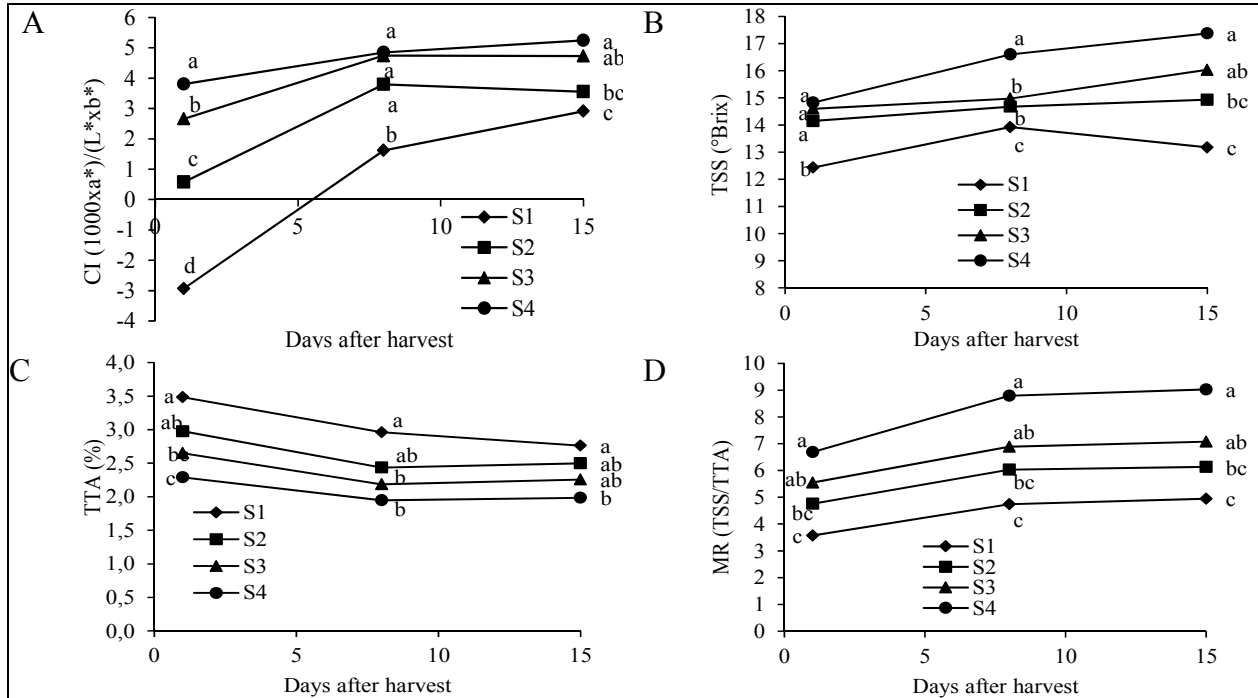 A
CI (1000xa*)/(L*xb*)
6
5
4
3
2
1
0
-1
-2
-3
-4
0 5 10 15
a
b
c
d
a
a
a
b
a
ab
bc
c
S1
S2
S3
S4
Days after harvest
B
TSS (°Brix)
18
17
16
15
14
13
12
11
10
9
8
0 5 10 15
a
a
a
b
a
b
b
c
a
ab
bc
c
S1
S2
S3
S4
Days after harvest
C
TTA (%)
4,0
3,5
3,0
2,5
2,0
1,5
1,0
0,5
0,0
0 5 10 15
a
ab
bc
c
a
ab
b
b
a
ab
ab
b
S1
S2
S3
S4
Days after harvest
D
MR (TSS/TTA)
10
9
8
7
6
5
4
3
2
1
0
0 5 10 15
a
ab
bc
c
a
ab
bc
c
a
ab
bc
c
S1
S2
S3
S4
Days after harvest